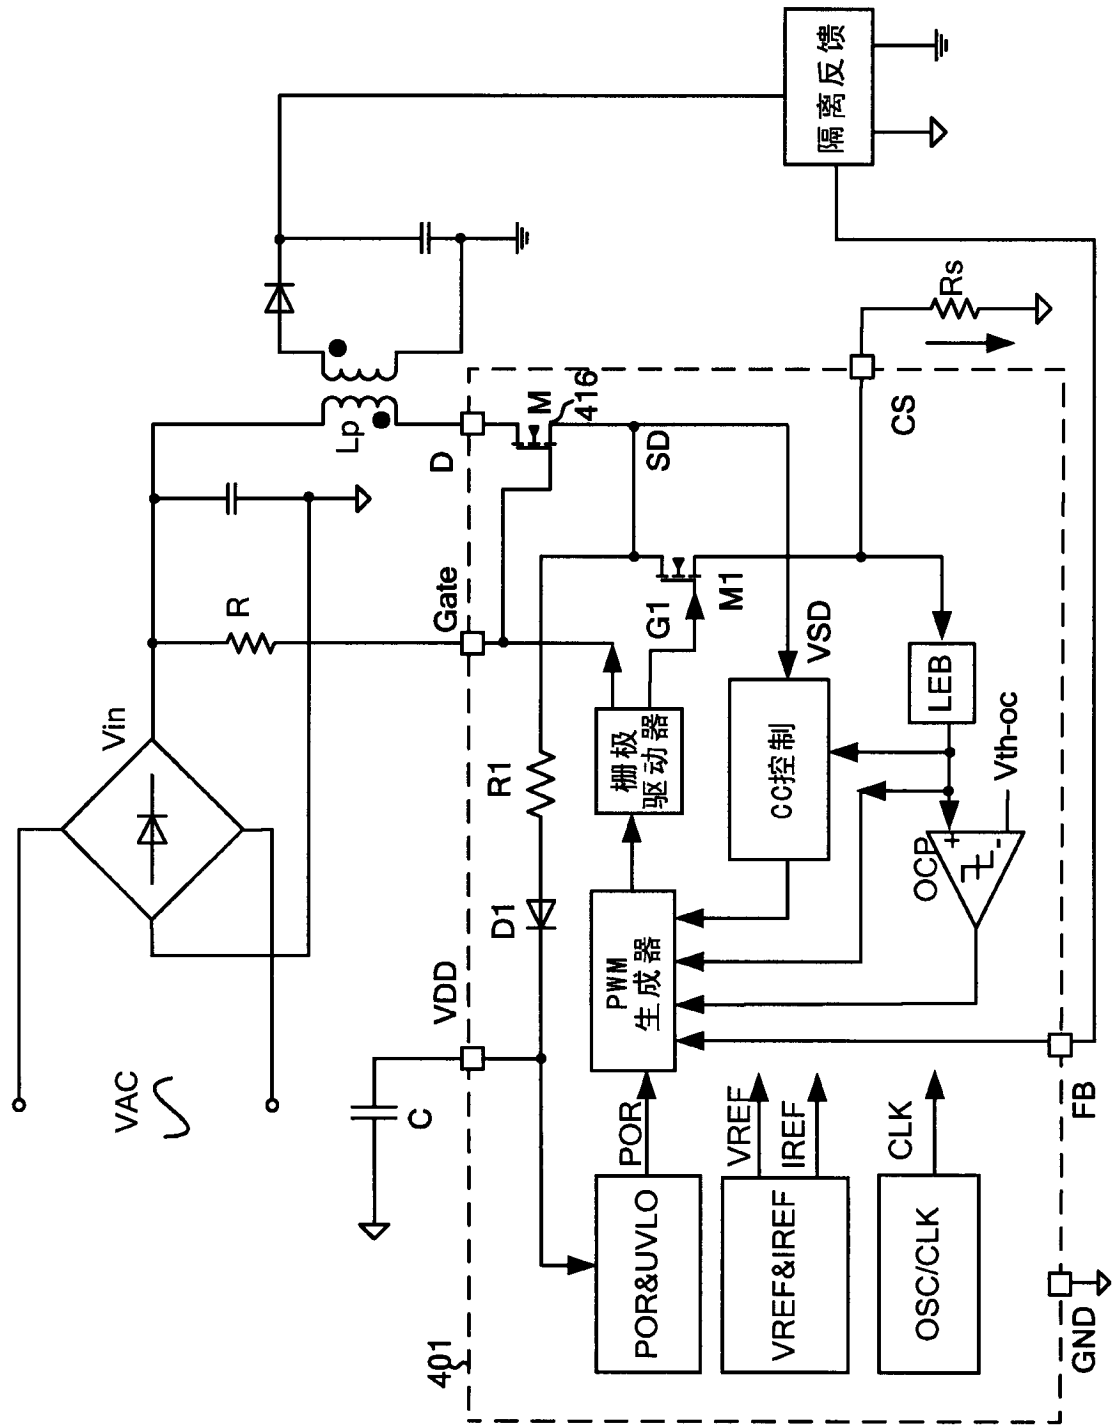 VAC
Vin
R
Lp
隔离反馈
C
VDD
Gate
D
401
D1
R1
M
416
SD
G1
M1
栅极
驱动器
PWM
生成器
POR
POR&UVLO
VREF
IREF
VREF&IREF
CC控制
VSD
CS
Rs
LEB
OCP
+
-
Vth-oc
CLK
OSC/CLK
GND
FB